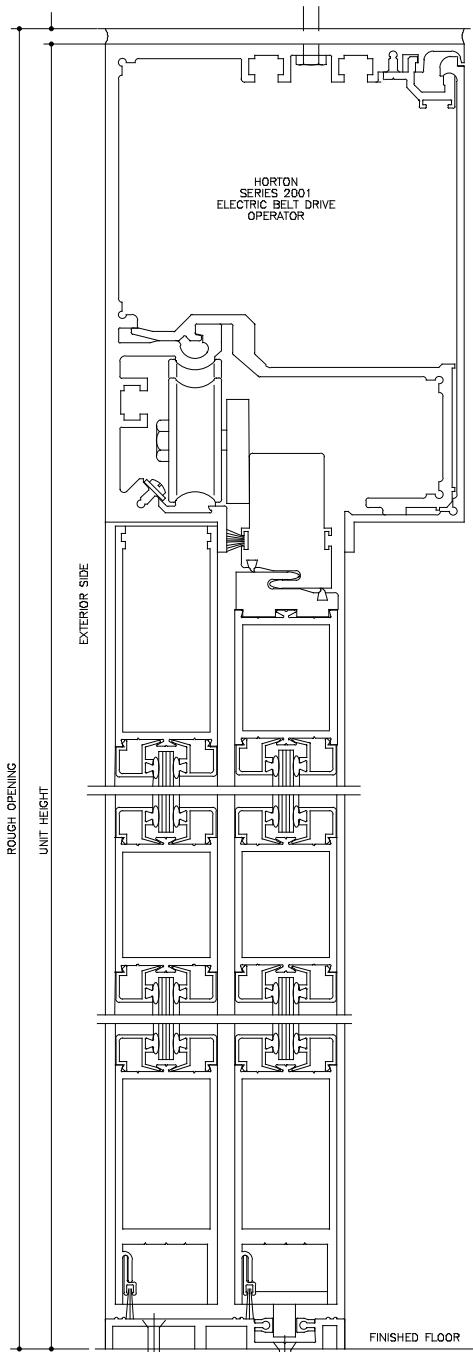 HORTON
SERIES 2001
ELECTRIC BELT DRIVE
OPERATOR
EXTERIOR SIDE
ROUGH OPENING
UNIT HEIGHT
FINISHED FLOOR